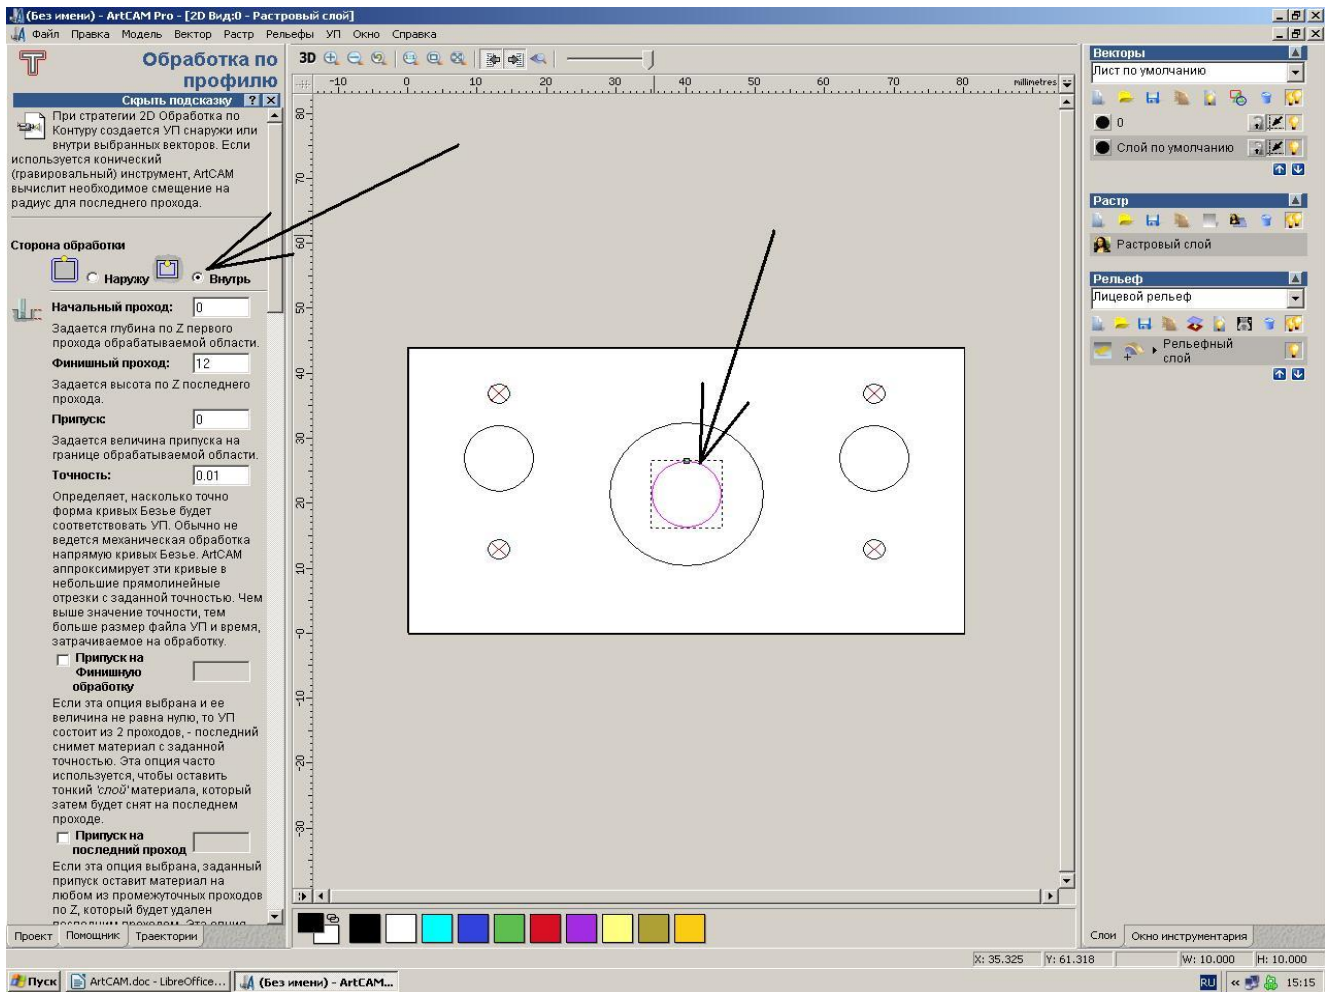 (Без имени) - ArtCAM Pro - [2D Вид:0 - Растровый слой]
Файл Правка Модель Вектор Растр Рельефы УП Окно Справка
Обработка по
профилю
Скрыть подсказку ? X
При стратегии 2D Обработка по
Контуру создается УП снаружи или
внутри выбранных векторов. Если
используется конический
(гравировальный) инструмент, ArtCAM
вычислит необходимое смещение на
радиус для последнего прохода.
Сторона обработки
Наружу
Внутрь
Начальный проход: 0
Задается глубина по Z первого
прохода обрабатываемой области.
Финишный проход: 12
Задается высота по Z последнего
прохода.
Припуск: 0
Задается величина припуска на
границе обрабатываемой области.
Точность: 0.01
Определяет, насколько точно
форма кривых Безье будет
соответствовать УП. Обычно не
ведется механическая обработка
напрямую кривых Безье. ArtCAM
аппроксимирует эти кривые в
небольшие прямолинейные
отрезки с заданной точностью. Чем
выше значение точности, тем
больше размер файла УП и время,
затрачиваемое на обработку.
Припуск на
Финишную
обработку
Если эта опция выбрана и ее
величина не равна нулю, то УП
состоит из 2 проходов, - последний
снимет материал с заданной
точностью. Эта опция часто
используется, чтобы оставить
тонкий 'слой' материала, который
затем будет снят на последнем
проходе.
Припуск на
последний проход
Если эта опция выбрана, заданный
припуск оставит материал на
любом из промежуточных проходов
по Z, который будет удален
последним проходом. Эта опция
Проект Помощник Траектории
3D
-10 0 10 20 30 40 50 60 70 80 millimetres
80
70
60
50
40
30
20
10
0
-10
-20
-30
Векторы
Лист по умолчанию
0
Слой по умолчанию
Растр
Растровый слой
Рельеф
Лицевой рельеф
Рельефный
слой
Слои Окно инструментария
X: 35.325 Y: 61.318 W: 10.000 H: 10.000
Пуск ArtCAM.doc - LibreOffice... (Без имени) - ArtCAM... RU « 15:15